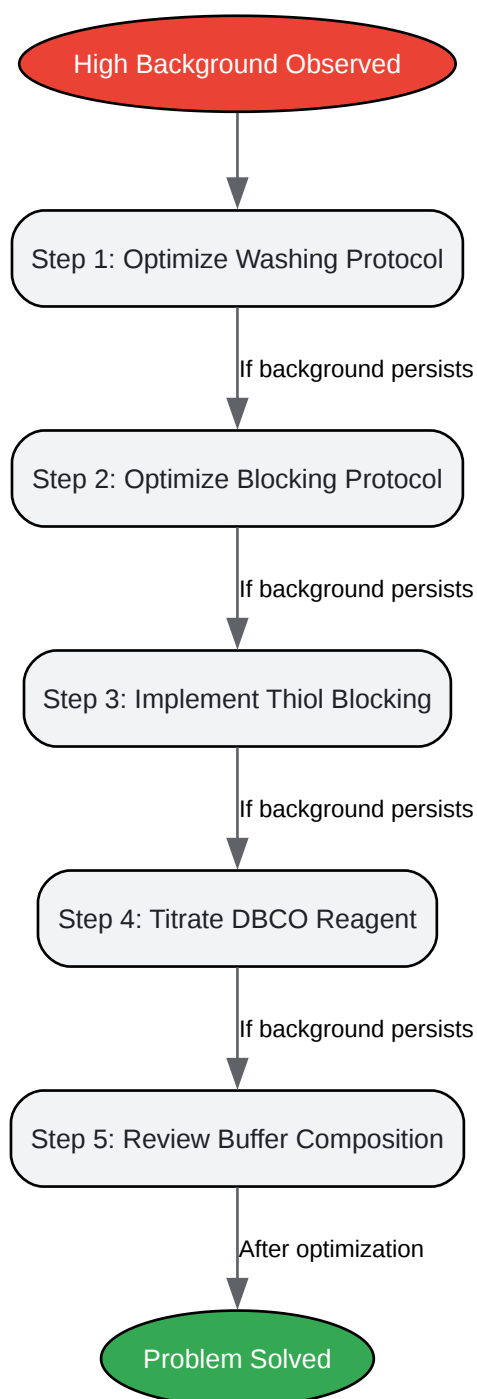 High Background Observed
Step 1: Optimize Washing Protocol
If background persists
Step 2: Optimize Blocking Protocol
If background persists
Step 3: Implement Thiol Blocking
If background persists
Step 4: Titrate DBCO Reagent
If background persists
Step 5: Review Buffer Composition
After optimization
Problem Solved